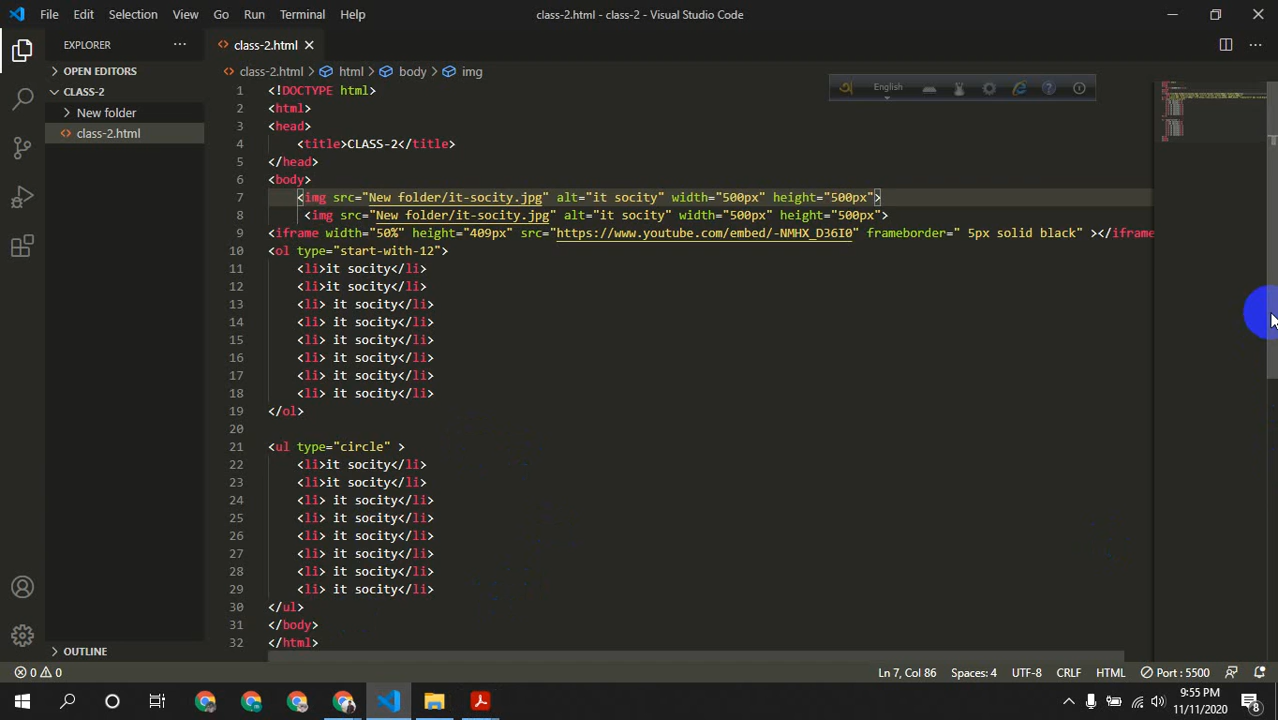 File Edit Selection View Go Run Terminal Help class-2.html - class-2 - Visual Studio Code
EXPLORER
class-2.html
OPEN EDITORS
class-2.html > html > body > img
CLASS-2
New folder
class-2.html
English
1 <!DOCTYPE html>
2 <html>
3 <head>
4 <title>CLASS-2</title>
5 </head>
6 <body>
7 <img src="New folder/it-socity.jpg" alt="it socity" width="500px" height="500px">
8 <img src="New folder/it-socity.jpg" alt="it socity" width="500px" height="500px">
9 <iframe width="50%" height="409px" src="https://www.youtube.com/embed/-NMHX_D36I0" frameborder=" 5px solid black" ></iframe
10 <ol type="start-with-12">
11 <li>it socity</li>
12 <li>it socity</li>
13 <li> it socity</li>
14 <li> it socity</li>
15 <li> it socity</li>
16 <li> it socity</li>
17 <li> it socity</li>
18 <li> it socity</li>
19 </ol>
20
21 <ul type="circle" >
22 <li>it socity</li>
23 <li>it socity</li>
24 <li> it socity</li>
25 <li> it socity</li>
26 <li> it socity</li>
27 <li> it socity</li>
28 <li> it socity</li>
29 <li> it socity</li>
30 </ul>
31 </body>
32 </html>
OUTLINE
0 0 Ln 7, Col 86 Spaces: 4 UTF-8 CRLF HTML Port : 5500
9:55 PM
11/11/2020
8